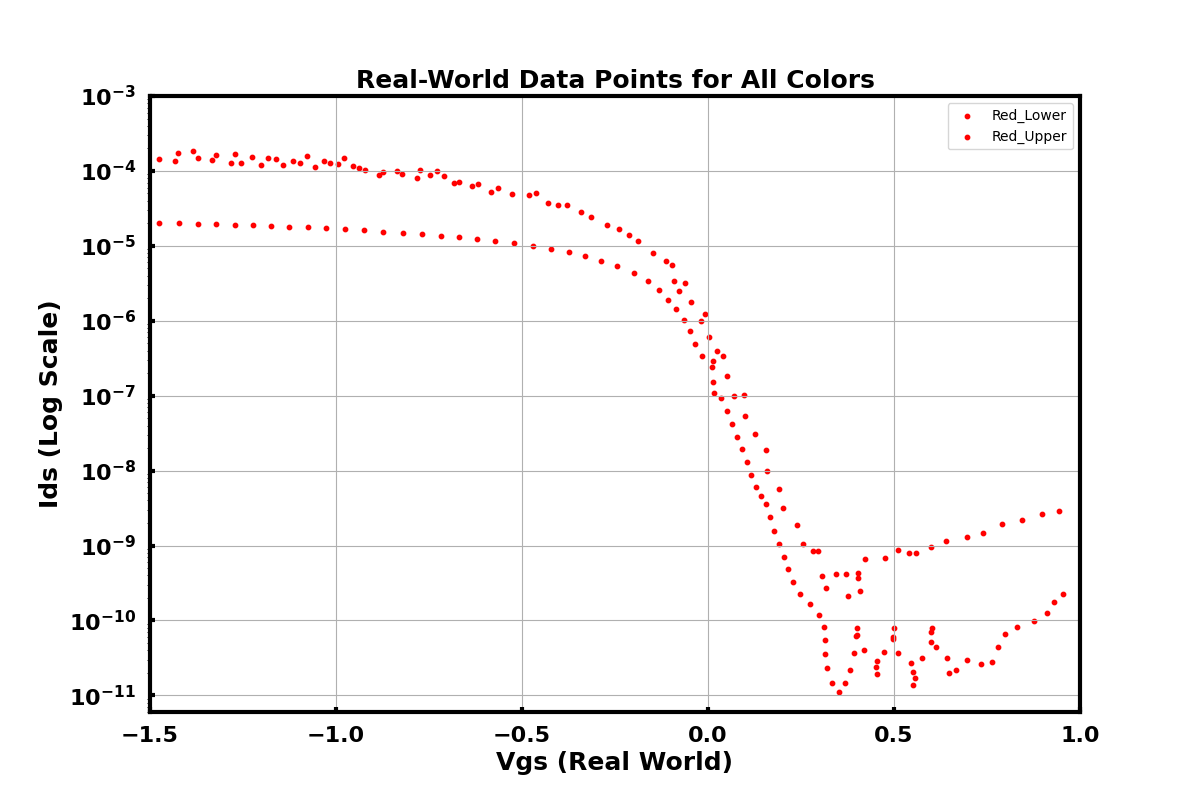 Real-World Data Points for All Colors
10⁻³
10⁻⁴
10⁻⁵
10⁻⁶
10⁻⁷
10⁻⁸
10⁻⁹
10⁻¹⁰
10⁻¹¹
Ids (Log Scale)
Red_Lower
Red_Upper
−1.5 −1.0 −0.5 0.0 0.5 1.0
Vgs (Real World)